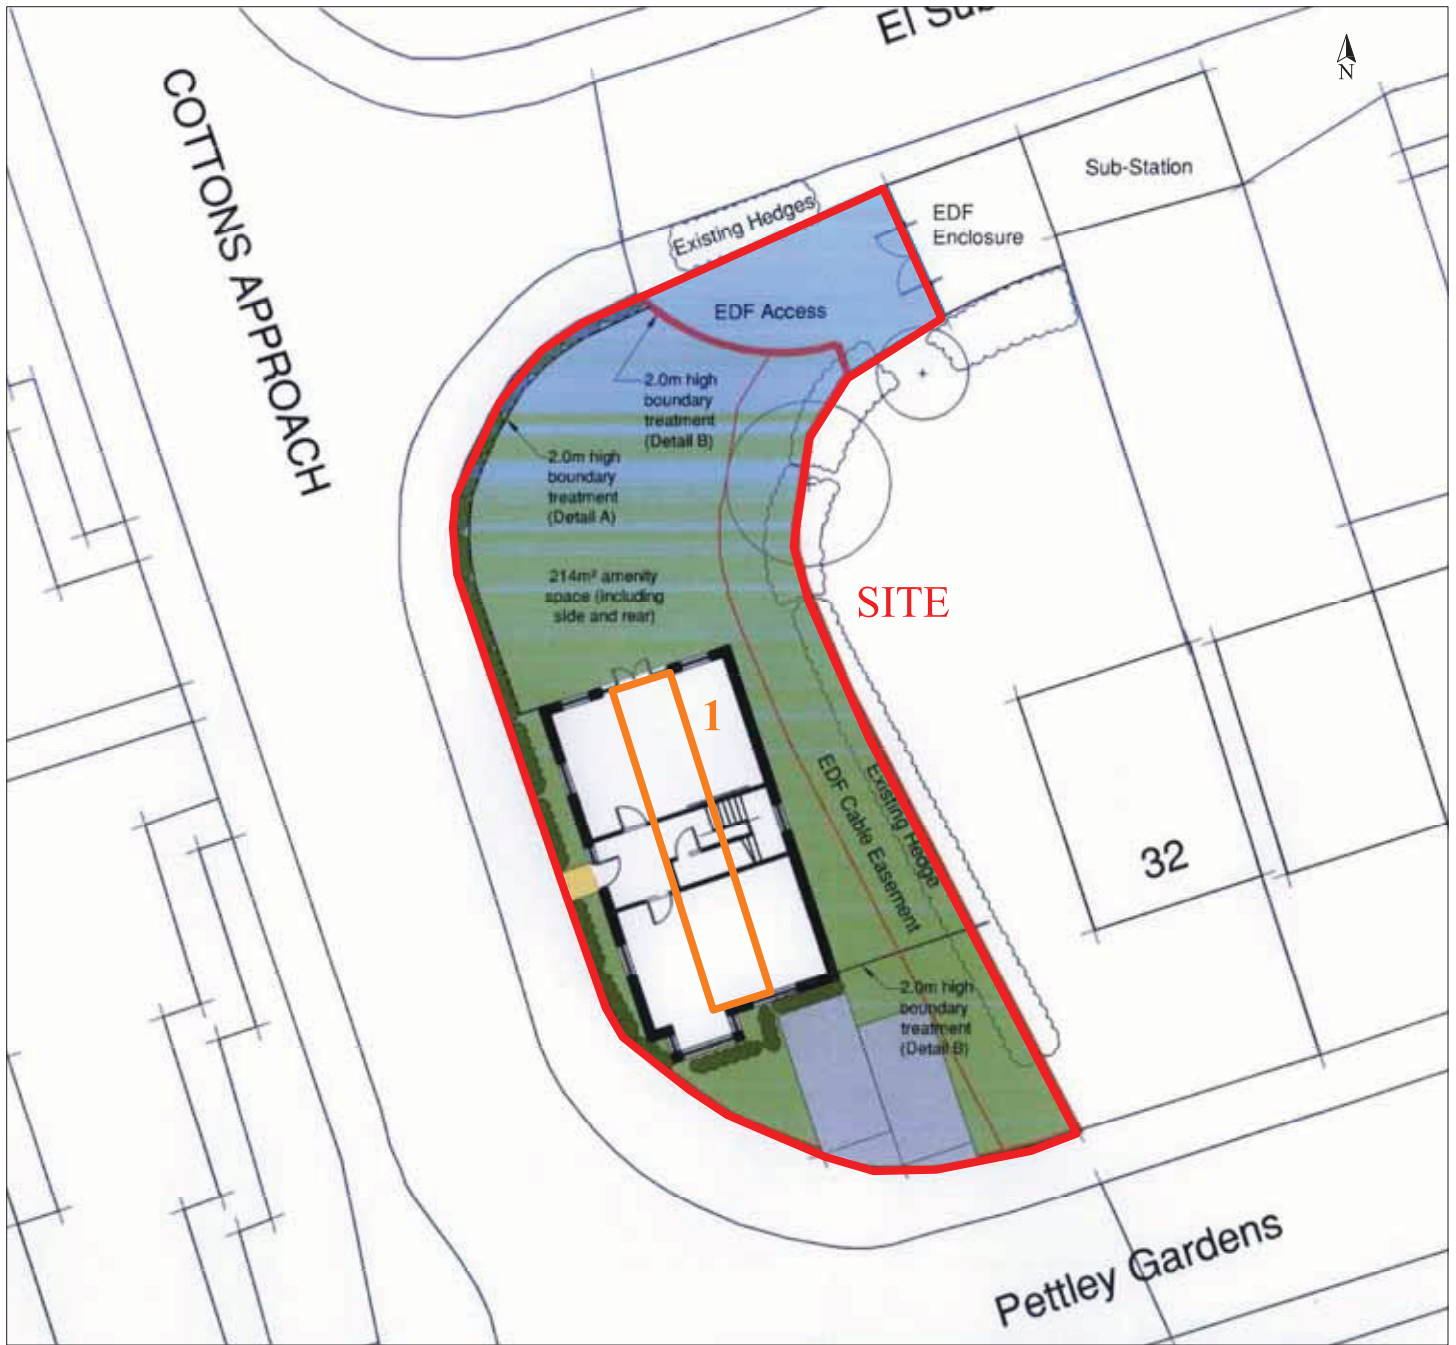 El Sub
N
COTTONS APPROACH
Sub-Station
Existing Hedges
EDF
Enclosure
EDF Access
2.0m high
boundary
treatment
(Detail B)
2.0m high
boundary
treatment
(Detail A)
214m² amenity
space (including
side and rear)
SITE
1
EDF Cable Easement
Existing Hedge
32
2.0m high
boundary
treatment
(Detail B)
Pettley Gardens